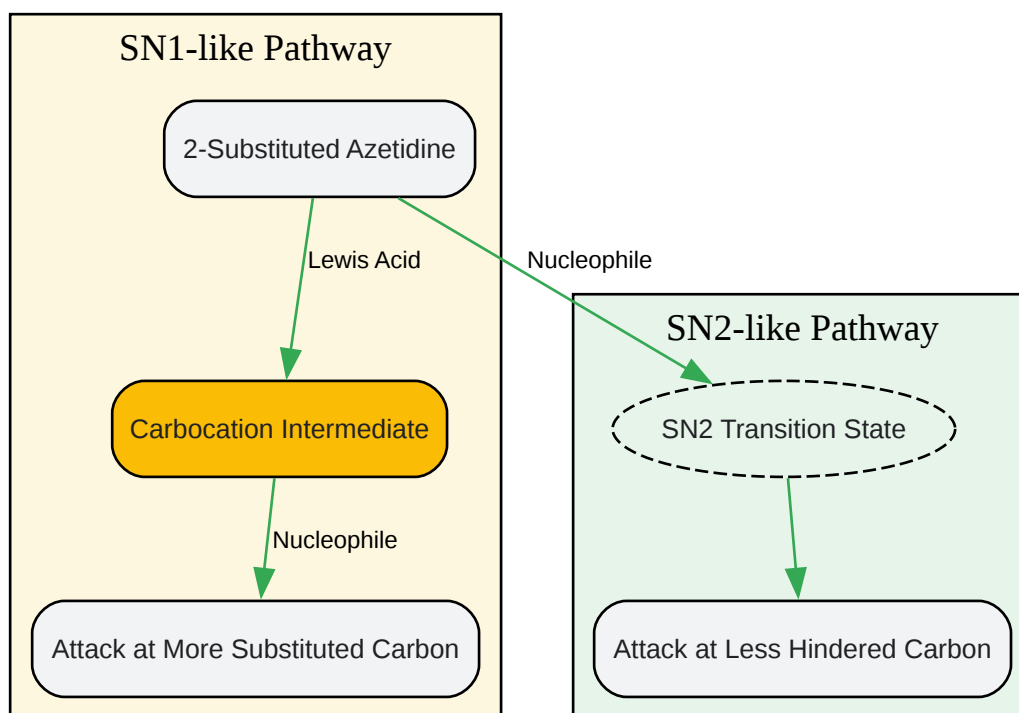 SN1-like Pathway
2-Substituted Azetidine
Lewis Acid
Nucleophile
SN2-like Pathway
Carbocation Intermediate
SN2 Transition State
Nucleophile
Attack at More Substituted Carbon
Attack at Less Hindered Carbon